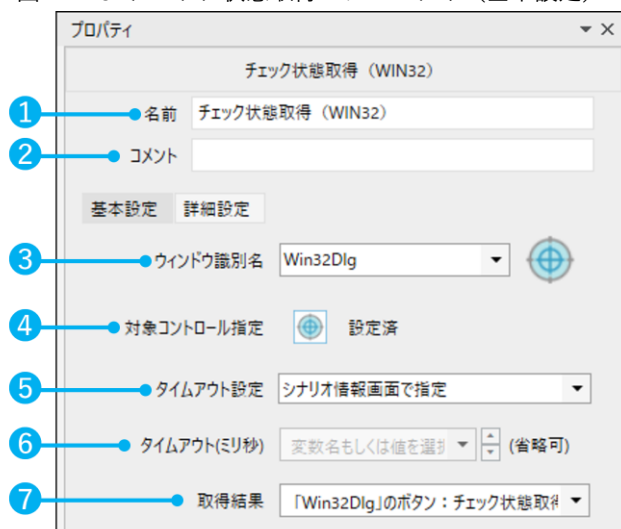 プロパティ
チェック状態取得（WIN32）
1 名前 チェック状態取得（WIN32）
2 コメント
基本設定 詳細設定
3 ウィンドウ識別名 Win32Dlg
4 対象コントロール指定 設定済
5 タイムアウト設定 シナリオ情報画面で指定
6 タイムアウト(ミリ秒) 変数名もしくは値を選択 (省略可)
7 取得結果 「Win32Dlg」のボタン：チェック状態取得